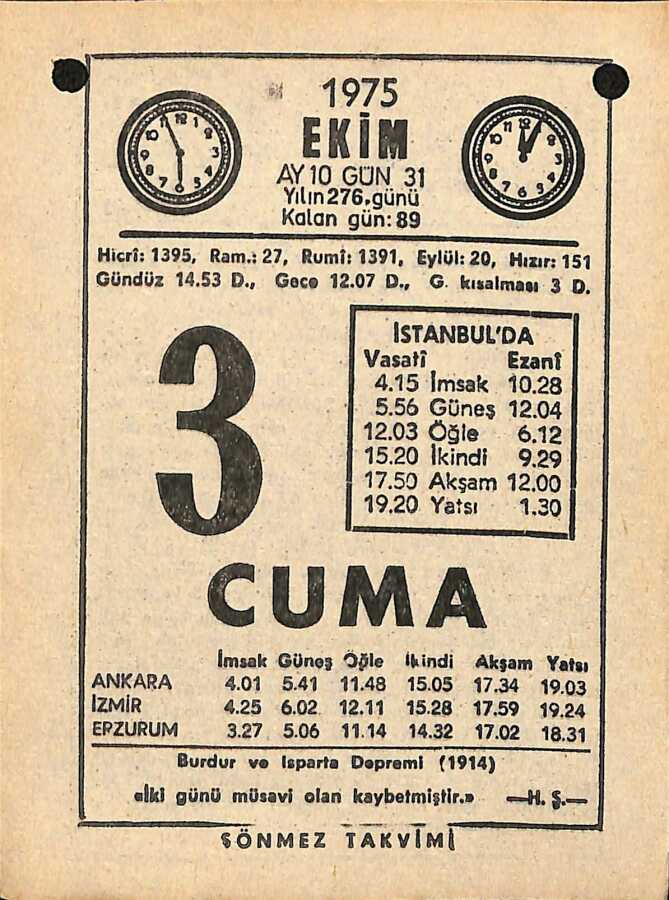 1975
EKİM
AY 10 GÜN 31
Yılın 276. günü
Kalan gün: 89
Hicrî: 1395, Ram.: 27, Rumî: 1391, Eylül: 20, Hızır: 151
Gündüz 14.53 D., Gece 12.07 D., G. kısalması 3 D.
3
İSTANBUL'DA
Vasatî Ezanî
4.15 İmsak 10.28
5.56 Güneş 12.04
12.03 Öğle 6.12
15.20 İkindi 9.29
17.50 Akşam 12.00
19.20 Yatsı 1.30
CUMA
İmsak Güneş Öğle İkindi Akşam Yatsı
ANKARA 4.01 5.41 11.48 15.05 17.34 19.03
İZMİR 4.25 6.02 12.11 15.28 17.59 19.24
ERZURUM 3.27 5.06 11.14 14.32 17.02 18.31
Burdur ve Isparta Depremi (1914)
«İki günü müsavi olan kaybetmiştir.» —H. Ş.—
SÖNMEZ TAKVİMİ